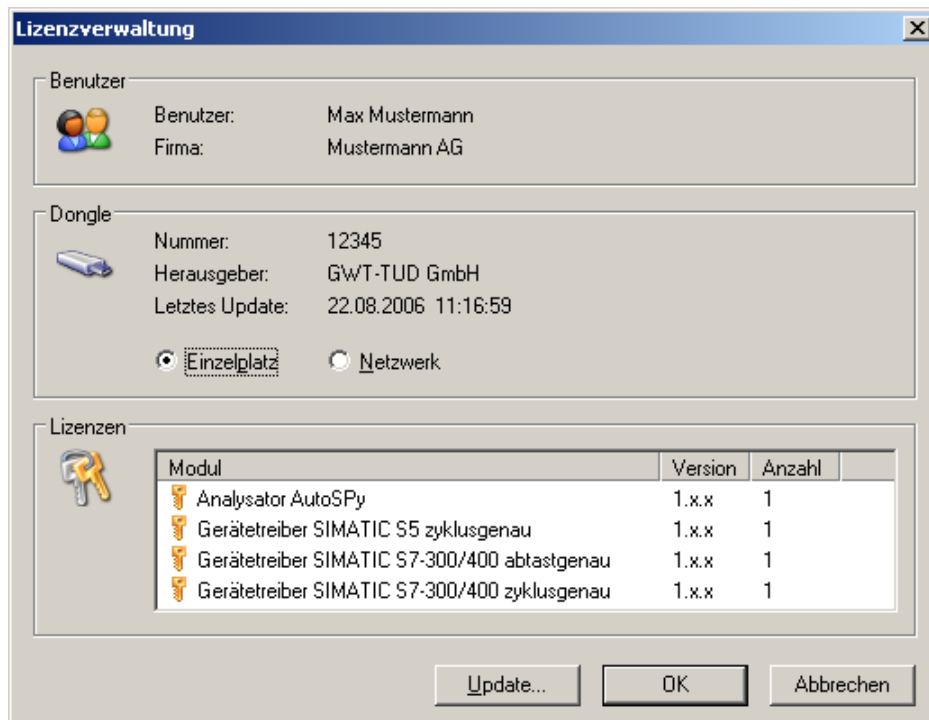 Lizenzverwaltung
Benutzer
Benutzer: Max Mustermann
Firma: Mustermann AG
Dongle
Nummer: 12345
Herausgeber: GWT-TUD GmbH
Letztes Update: 22.08.2006 11:16:59
Einzelplatz Netzwerk
Lizenzen
Modul Version Anzahl
Analysator AutoSPy 1.x.x 1
Gerätetreiber SIMATIC S5 zyklusgenau 1.x.x 1
Gerätetreiber SIMATIC S7-300/400 abtastgenau 1.x.x 1
Gerätetreiber SIMATIC S7-300/400 zyklusgenau 1.x.x 1
Update... OK Abbrechen